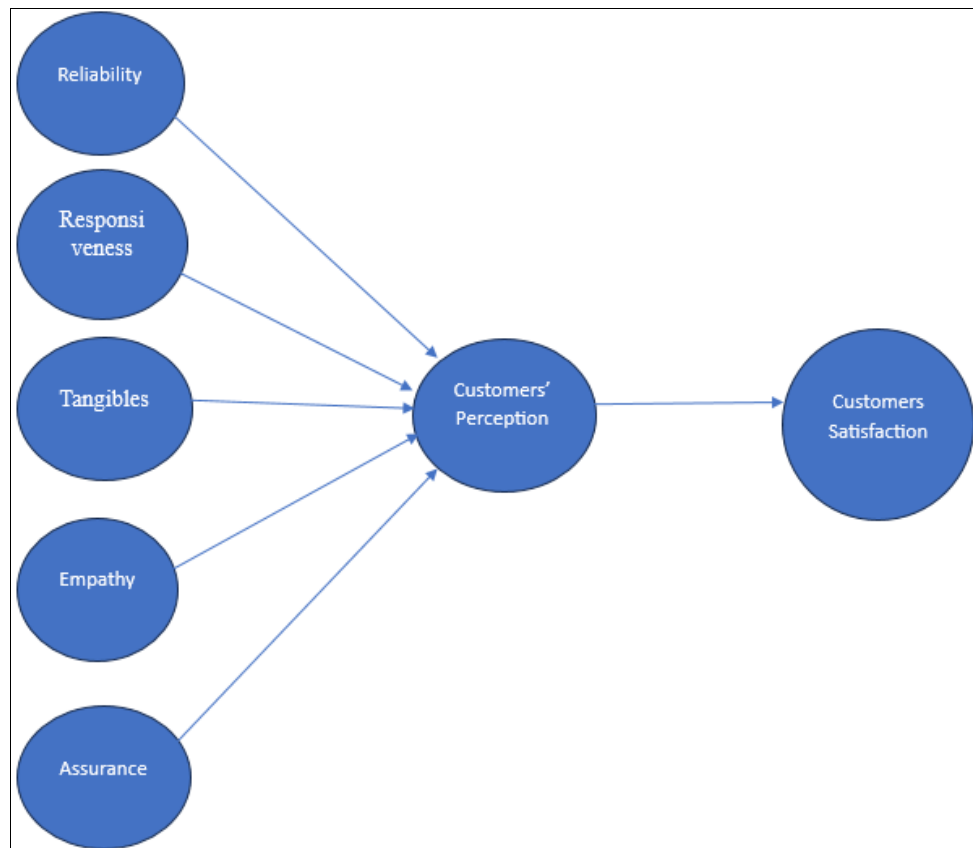 Reliability
Responsi
veness
Tangibles
Customers’
Perception
Customers
Satisfaction
Empathy
Assurance